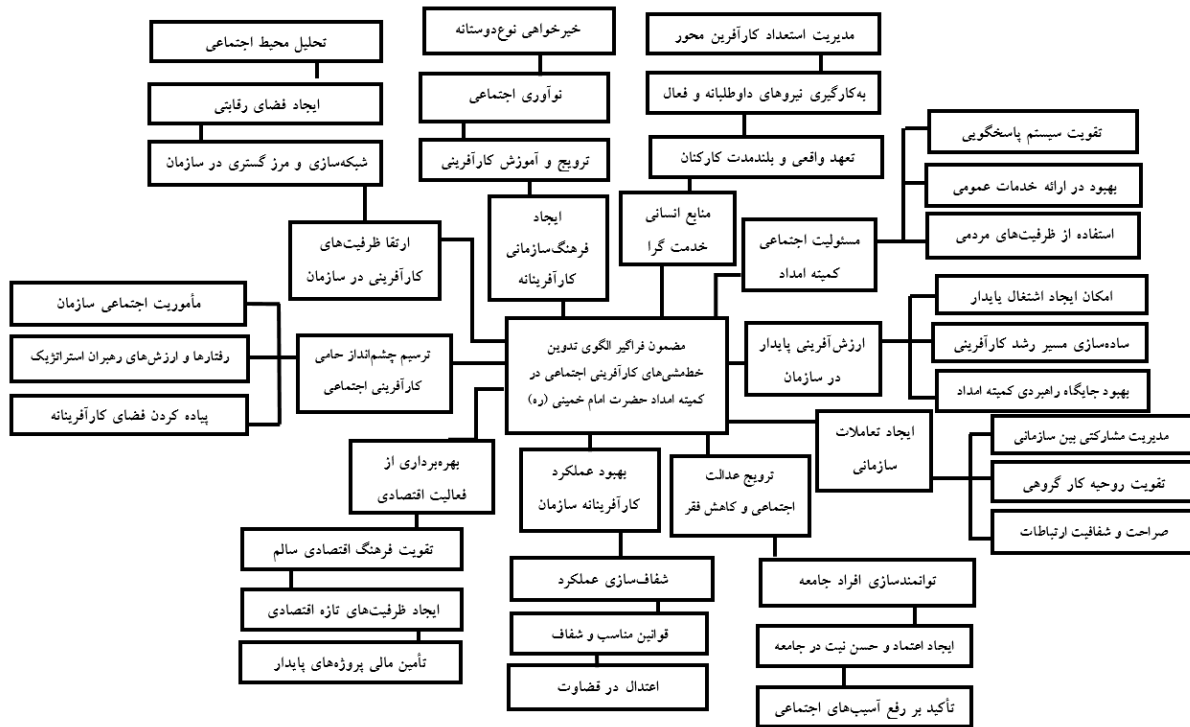 خیرخواهی نوع‌دوستانه
مدیریت استعداد کارآفرین محور
تحلیل محیط اجتماعی
به‌کارگیری نیروهای داوطلبانه و فعال
نوآوری اجتماعی
ایجاد فضای رقابتی
تقویت سیستم پاسخگویی
تعهد واقعی و بلندمدت کارکنان
ترویج و آموزش کارآفرینی
شبکه‌سازی و مرز گستری در سازمان
بهبود در ارائه خدمات عمومی
استفاده از ظرفیت‌های مردمی
مسئولیت اجتماعی
کمیته امداد
منابع انسانی
خدمت گرا
ایجاد
فرهنگ‌سازمانی
کارآفرینانه
ارتقا ظرفیت‌های
کارآفرینی در سازمان
امکان ایجاد اشتغال پایدار
ساده‌سازی مسیر رشد کارآفرینی
بهبود جایگاه راهبردی کمیته امداد
ارزش‌آفرینی پایدار
در سازمان
مضمون فراگیر الگوی تدوین
خط‌مشی‌های کارآفرینی اجتماعی در
کمیته امداد حضرت امام خمینی (ره)
ترسیم چشم‌انداز حامی
کارآفرینی اجتماعی
مأموریت اجتماعی سازمان
رفتارها و ارزش‌های رهبران استراتژیک
پیاده کردن فضای کارآفرینانه
ایجاد تعاملات
سازمانی
مدیریت مشارکتی بین سازمانی
تقویت روحیه کار گروهی
صراحت و شفافیت ارتباطات
ترویج عدالت
اجتماعی و کاهش فقر
بهبود عملکرد
کارآفرینانه سازمان
بهره‌برداری از
فعالیت اقتصادی
توانمندسازی افراد جامعه
ایجاد اعتماد و حسن نیت در جامعه
تأکید بر رفع آسیب‌های اجتماعی
شفاف‌سازی عملکرد
قوانین مناسب و شفاف
اعتدال در قضاوت
تقویت فرهنگ اقتصادی سالم
ایجاد ظرفیت‌های تازه اقتصادی
تأمین مالی پروژه‌های پایدار